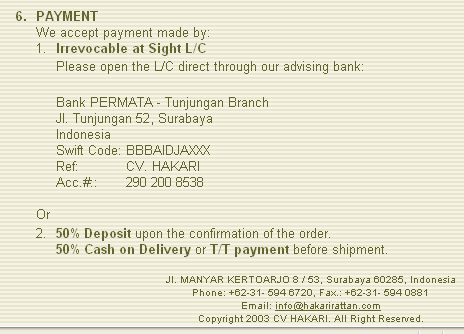 6. PAYMENT
We accept payment made by:
1. Irrevocable at Sight L/C
Please open the L/C direct through our advising bank:
Bank PERMATA - Tunjungan Branch
Jl. Tunjungan 52, Surabaya
Indonesia
Swift Code: BBBAIDJAXXX
Ref: CV. HAKARI
Acc.#: 290 200 8538
Or
2. 50% Deposit upon the confirmation of the order.
50% Cash on Delivery or T/T payment before shipment.
Jl. MANYAR KERTOARJO 8 / 53, Surabaya 60285, Indonesia
Phone: +62-31- 594 6720, Fax.: +62-31- 594 0881
Email: info@hakarirattan.com
Copyright 2003 CV HAKARI. All Right Reserved.